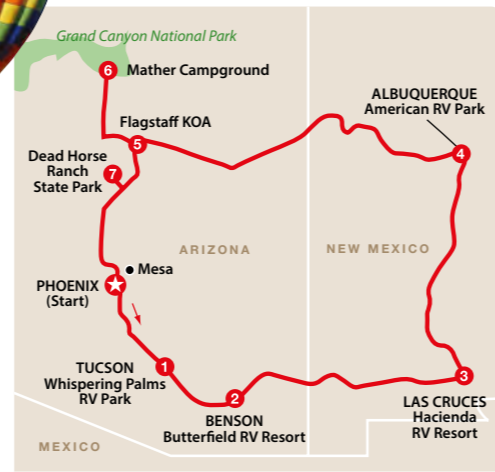 Grand Canyon National Park
6
Mather Campground
Flagstaff KOA
5
ALBUQUERQUE
American RV Park
4
Dead Horse
Ranch
State Park
7
ARIZONA
NEW MEXICO
Mesa
PHOENIX
(Start)
TUCSON
Whispering Palms
RV Park
1
2
BENSON
Butterfield RV Resort
3
LAS CRUCES
Hacienda
RV Resort
MEXICO